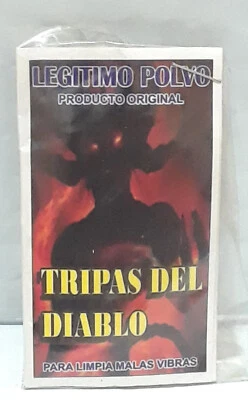 LEGITIMO POLVO
PRODUCTO ORIGINAL
TRIPAS DEL
DIABLO
PARA LIMPIA MALAS VIBRAS